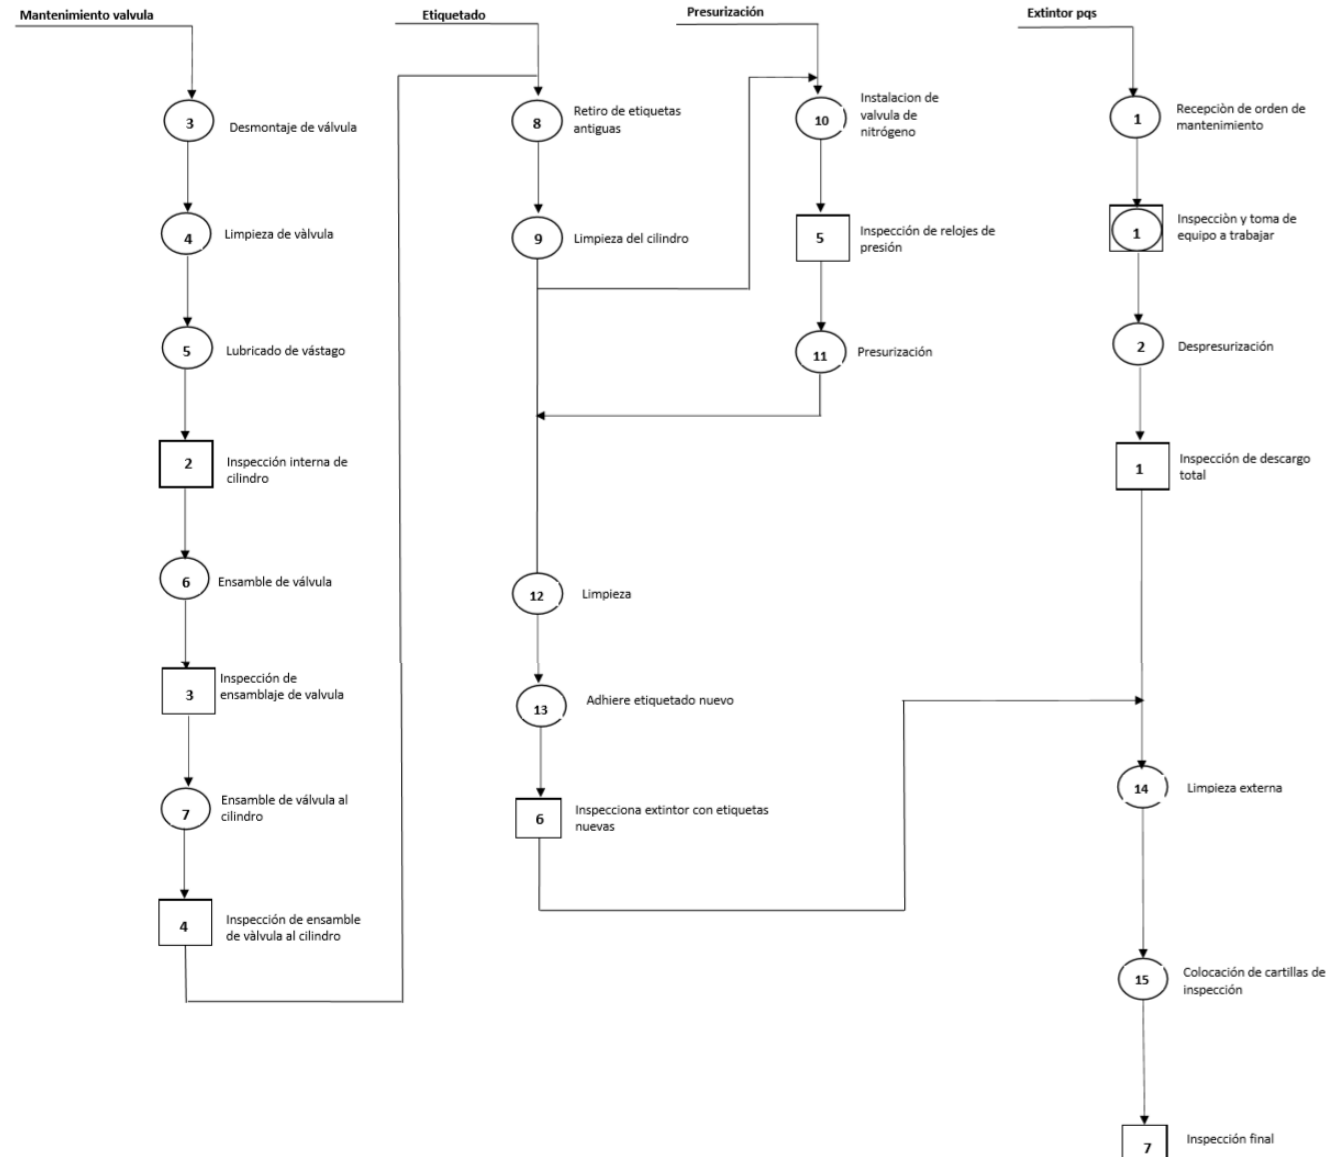 Mantenimiento valvula
3
Desmontaje de válvula
4
Limpieza de vàlvula
5
Lubricado de vástago
2
Inspección interna de
cilindro
6
Ensamble de válvula
3
Inspección de
ensamblaje de valvula
7
Ensamble de válvula al
cilindro
4
Inspección de ensamble
de vàlvula al cilindro
Etiquetado
8
Retiro de etiquetas
antiguas
9
Limpieza del cilindro
12
Limpieza
13
Adhiere etiquetado nuevo
6
Inspecciona extintor con etiquetas
nuevas
Presurización
10
Instalacion de
valvula de
nitrógeno
5
Inspección de relojes de
presión
11
Presurización
Extintor pqs
1
Recepciòn de orden de
mantenimiento
1
Inspecciòn y toma de
equipo a trabajar
2
Despresurización
1
Inspección de descargo
total
14
Limpieza externa
15
Colocación de cartillas de
inspección
7
Inspección final